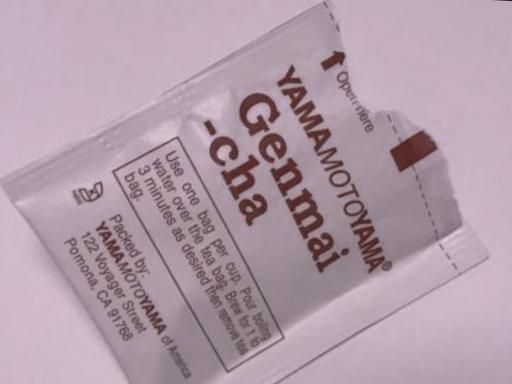 Open Here
YAMAMOTOYAMA®
Genmai
-cha
Use one bag per cup. Pour boiling
water over the tea bag. Brew for 1 to
3 minutes as desired then remove tea
bag.
Packed by:
YAMAMOTOYAMA of America
122 Voyager Street
Pomona, CA 91768